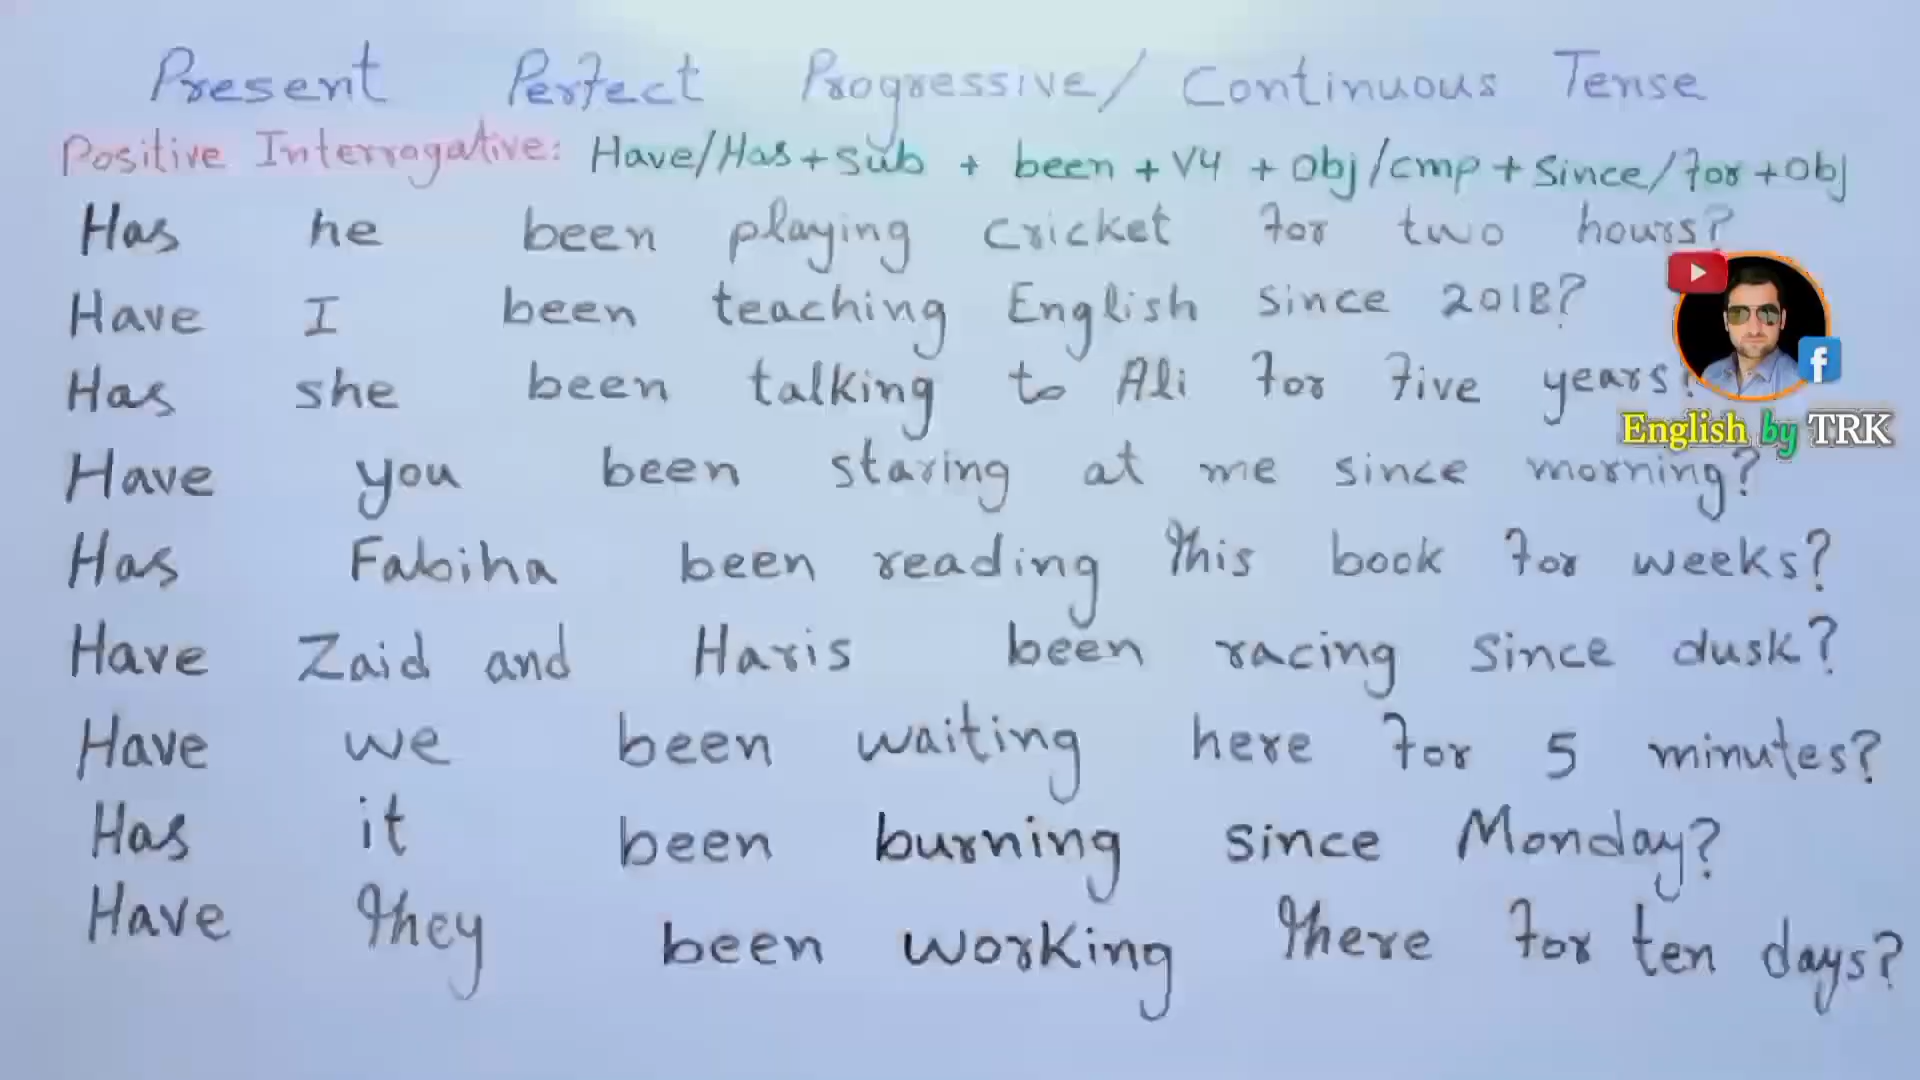 Present Perfect Progressive/ Continuous Tense
Positive Interragative: Have/Has + Sub + been + V4 + Obj/cmp + Since/for + Obj
Has he been playing cricket for two hours?
Have I been teaching English since 2018?
Has she been talking to Ali for five years?
Have you been staring at me since morning?
Has Fabiha been reading this book for weeks?
Have Zaid and Haris been racing since dusk?
Have we been waiting here for 5 minutes?
Has it been burning since Monday?
Have they been working there for ten days?
f
English by TRK